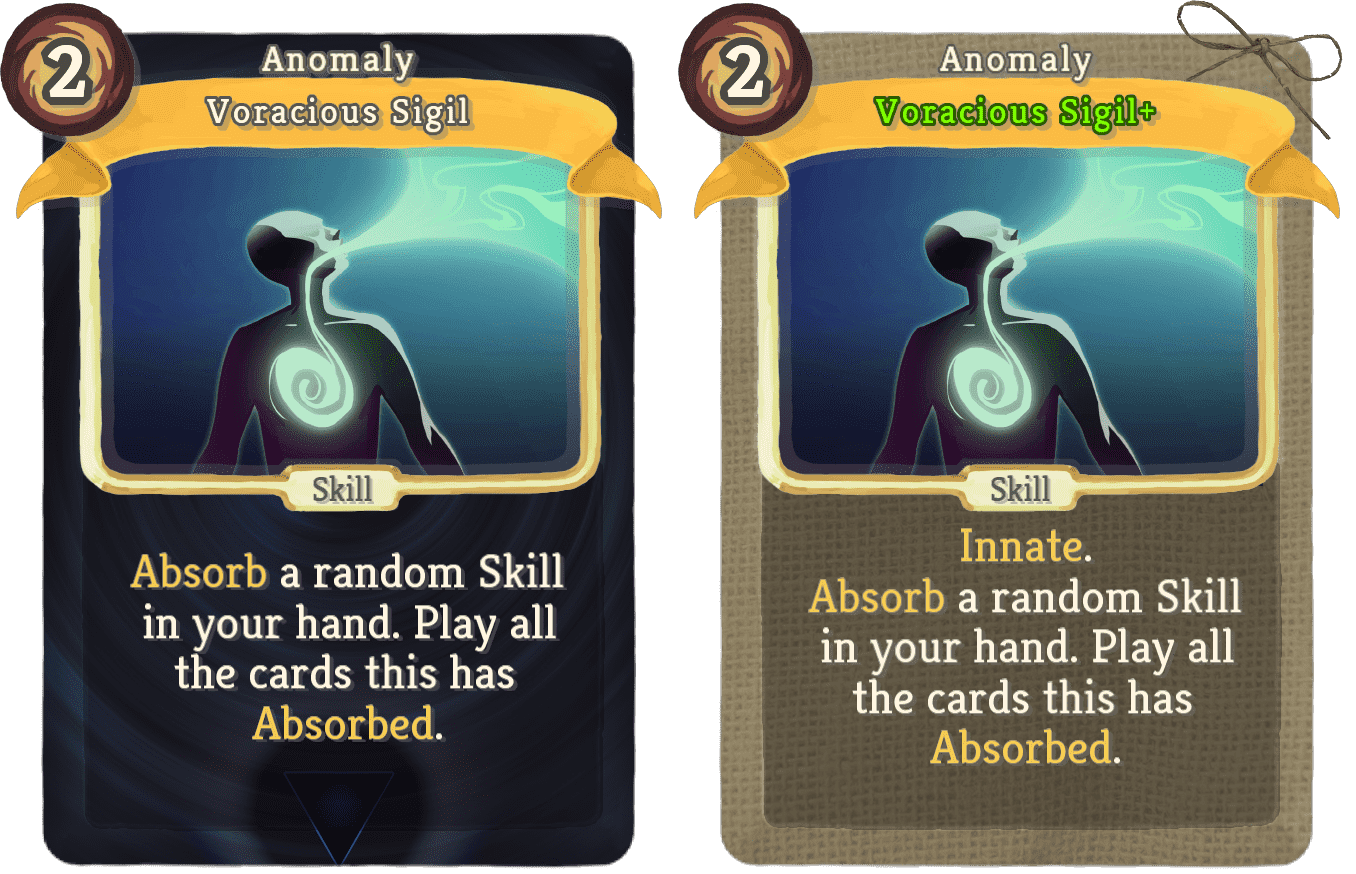 2
Anomaly
Voracious Sigil
Skill
Absorb a random Skill
in your hand. Play all
the cards this has
Absorbed.
2
Anomaly
Voracious Sigil+
Skill
Innate.
Absorb a random Skill
in your hand. Play all
the cards this has
Absorbed.